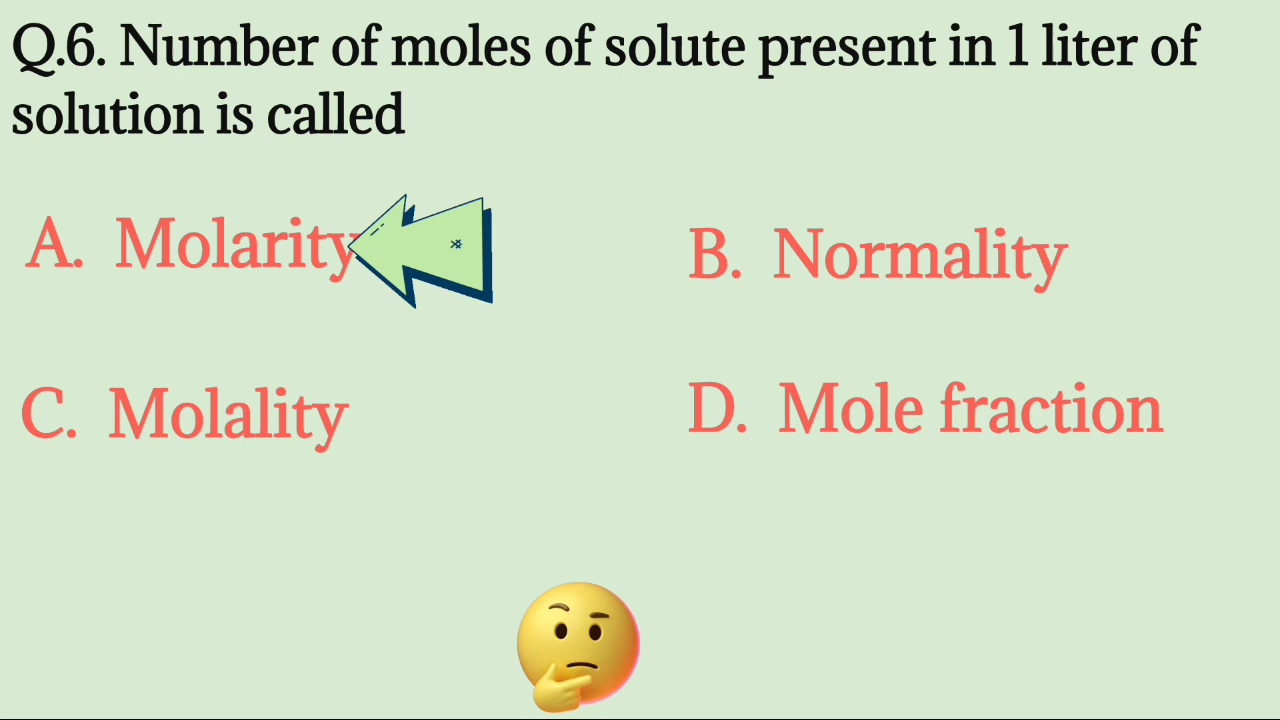 Q.6. Number of moles of solute present in 1 liter of
solution is called
A. Molarity
B. Normality
C. Molality
D. Mole fraction